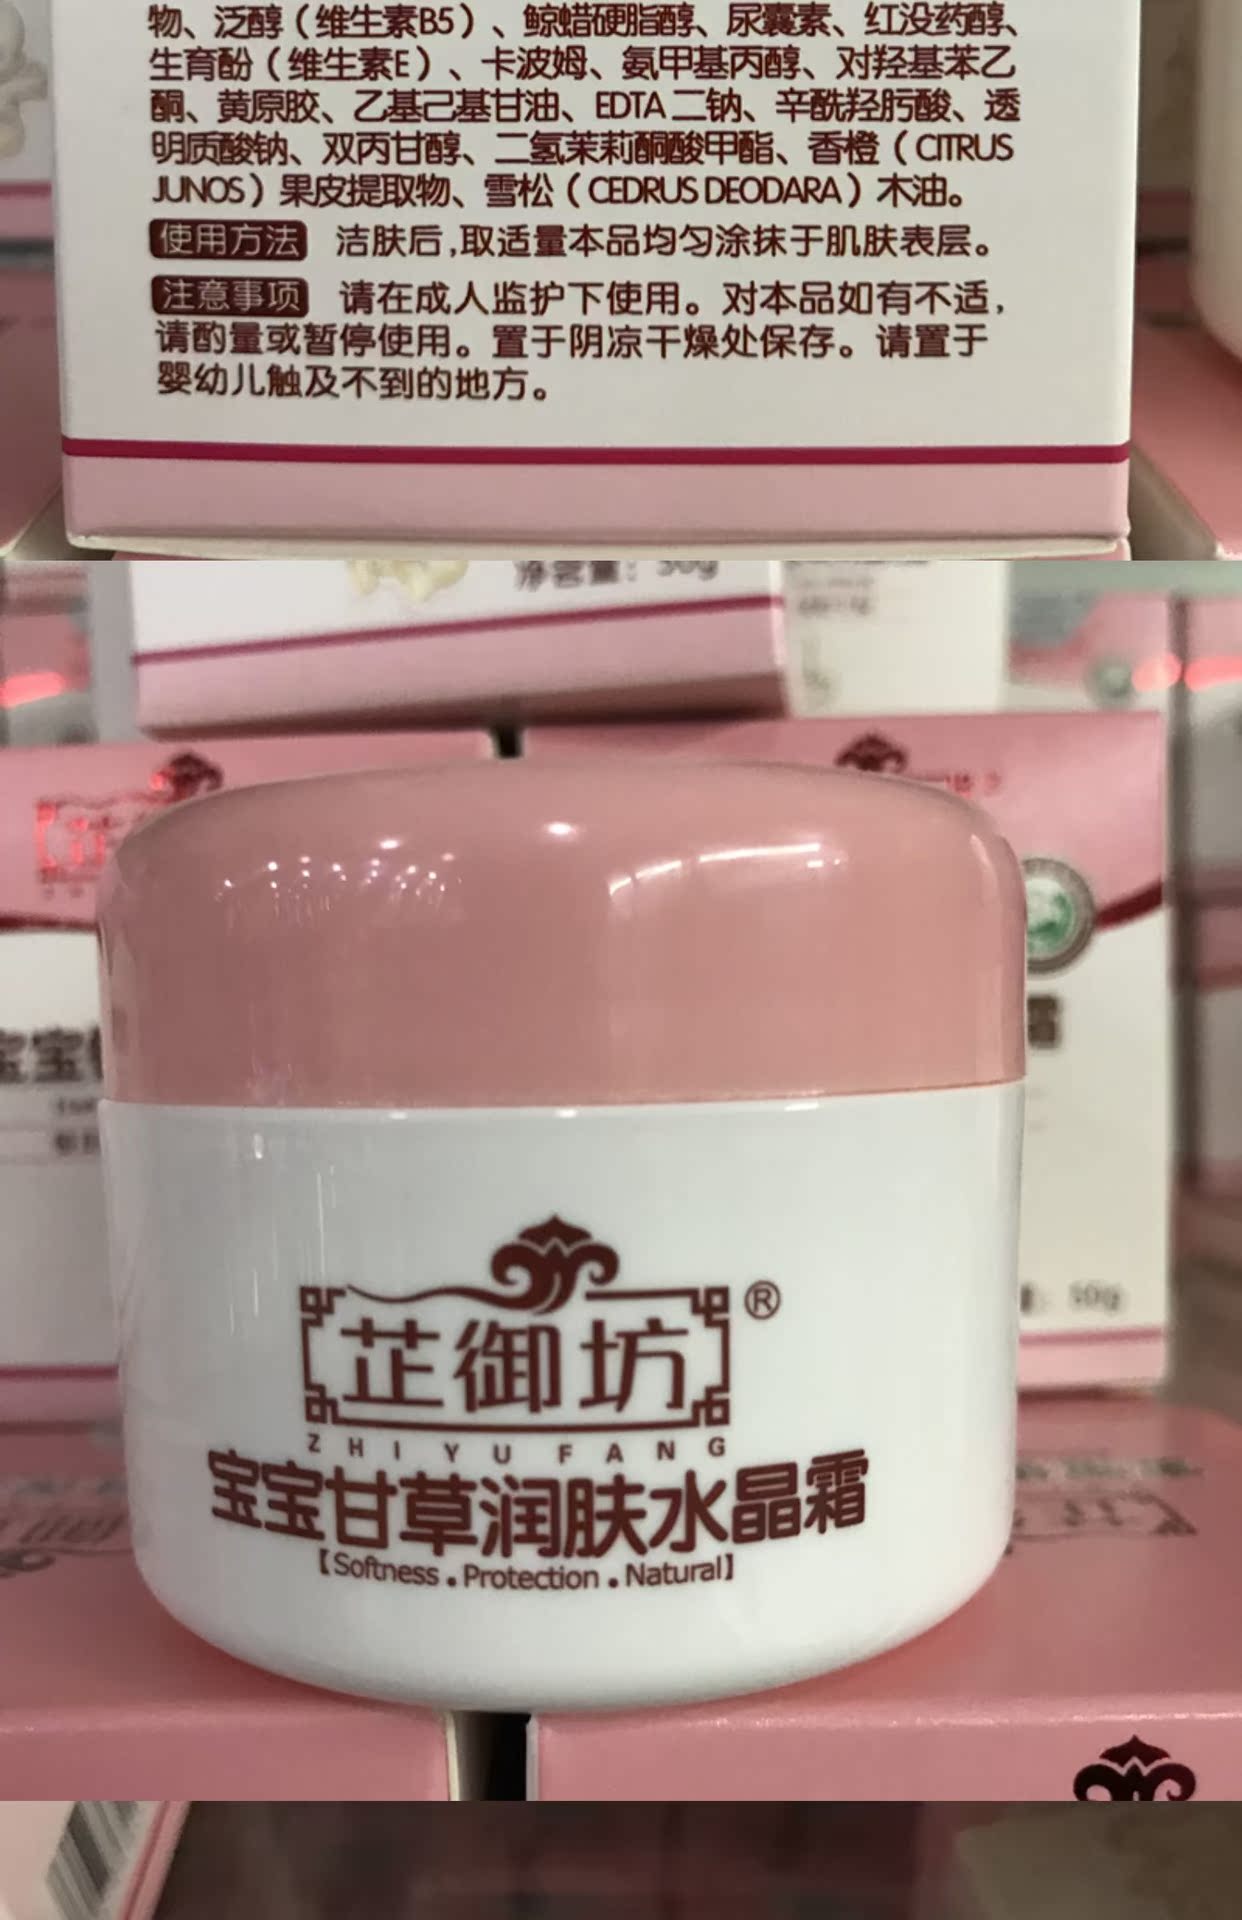 物、泛醇（维生素B5）、鲸蜡硬脂醇、尿囊素、红没药醇、
生育酚（维生素E）、卡波姆、氨甲基丙醇、对羟基苯乙
酮、黄原胶、乙基己基甘油、EDTA 二钠、辛酰羟肟酸、透
明质酸钠、双丙甘醇、二氢茉莉酮酸甲酯、香橙（CITRUS
JUNOS）果皮提取物、雪松（CEDRUS DEODARA）木油。
使用方法 洁肤后,取适量本品均匀涂抹于肌肤表层。
注意事项 请在成人监护下使用。对本品如有不适,
请酌量或暂停使用。置于阴凉干燥处保存。请置于
婴幼儿触及不到的地方。
净含量：50g
宝宝
霜
50g
芷御坊®
ZHI YU FANG
宝宝甘草润肤水晶霜
【Softness . Protection . Natural】